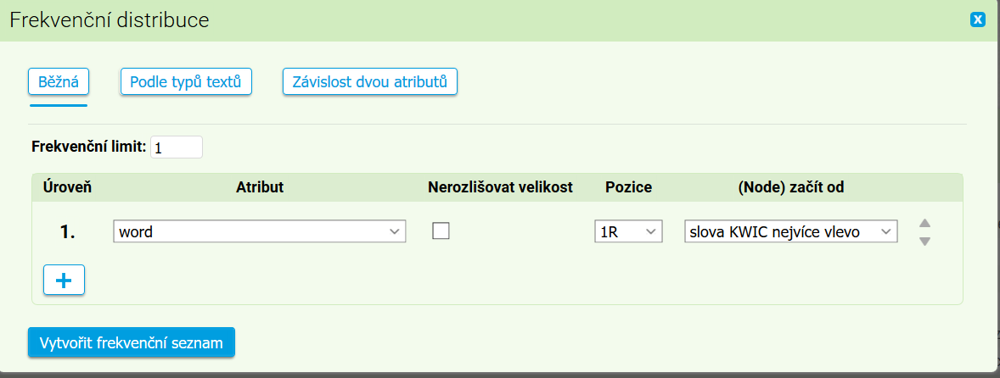 Frekvenční distribuce
X
Běžná Podle typů textů Závislost dvou atributů
Frekvenční limit: 1
Úroveň Atribut Nerozlišovat velikost Pozice (Node) začít od
1. word 1R slova KWIC nejvíce vlevo
+
Vytvořit frekvenční seznam